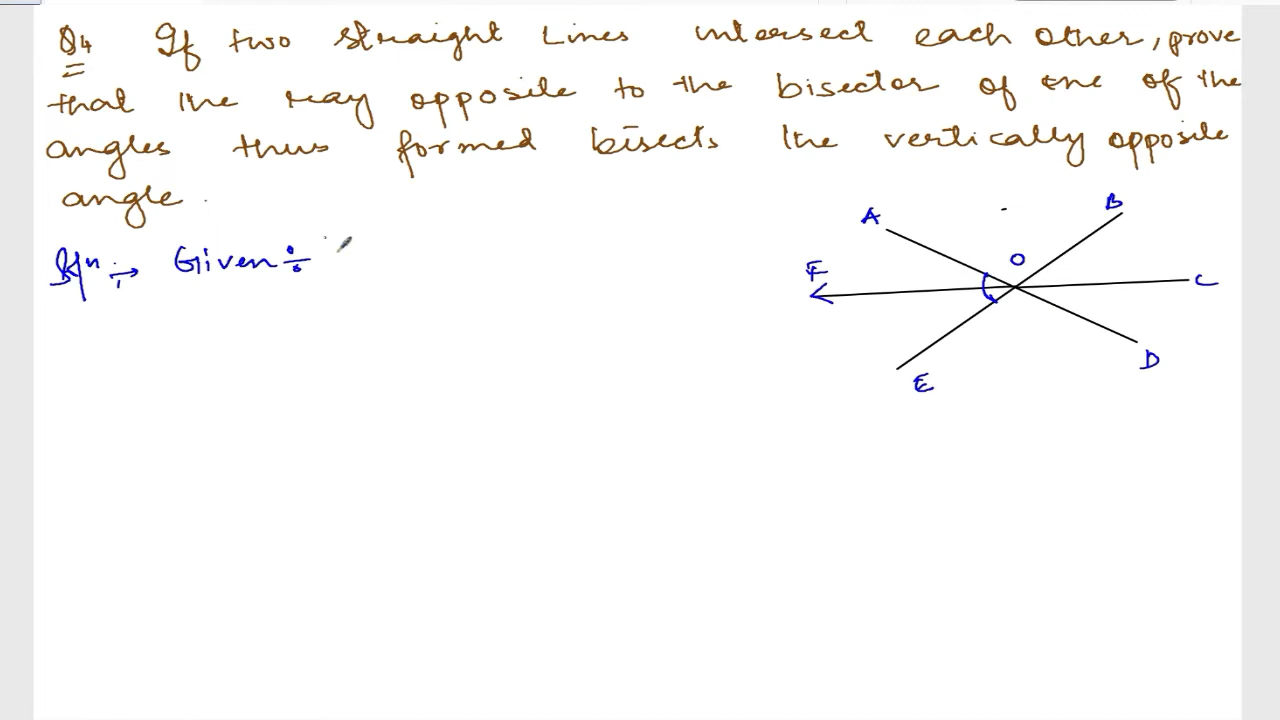 Q4 If two straight Lines intersect each other, prove
that the ray opposite to the bisector of one of the
angles thus formed bisects the vertically opposite
angle.
A
B
O
Solⁿ :→ Given ÷
F
C
D
E